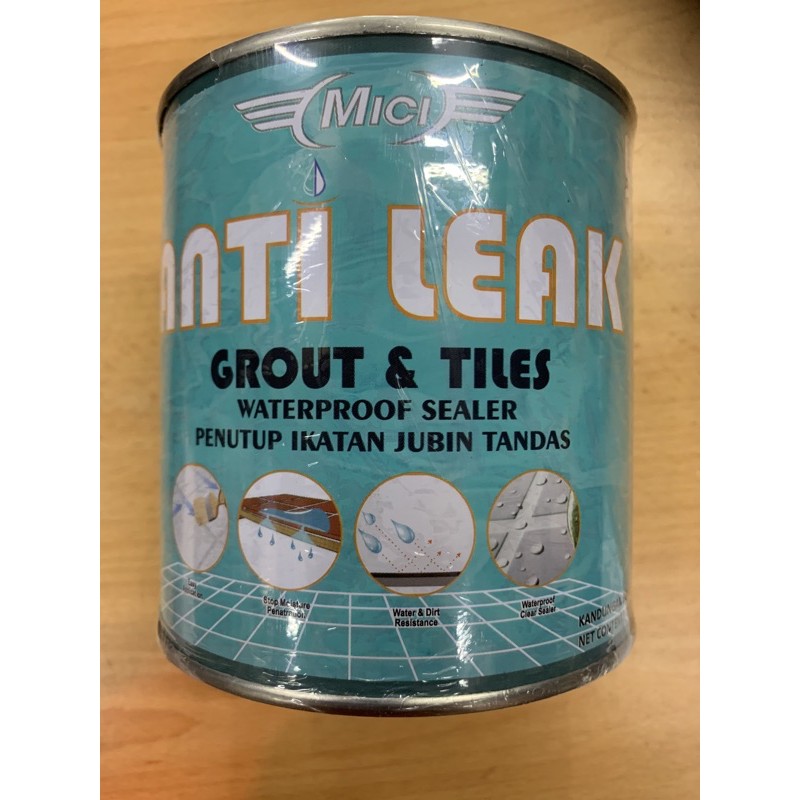 MICI
ANTI LEAK
GROUT & TILES
WATERPROOF SEALER
PENUTUP IKATAN JUBIN TANDAS
Stop Moisture
Penetration
Water & Dirt
Resistance
Waterproof
Clear Sealer
NET